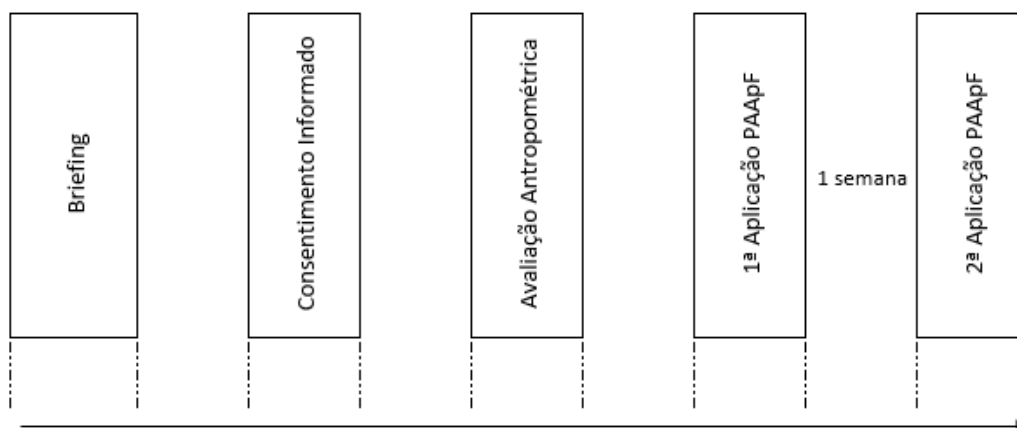 Briefing
Consentimento Informado
Avaliação Antropométrica
1ª Aplicação PAApF
1 semana
2ª Aplicação PAApF